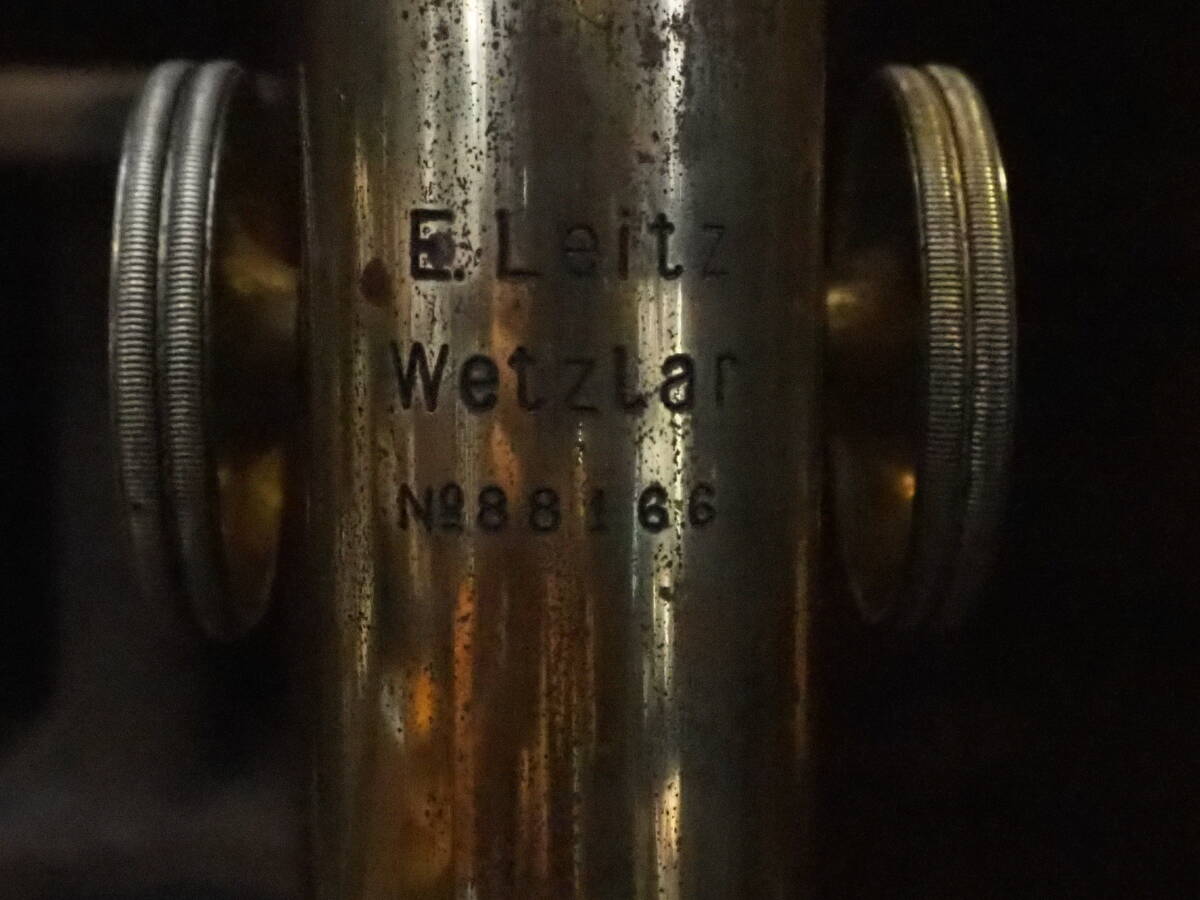 E. Leitz
Wetzlar
Nº 88166